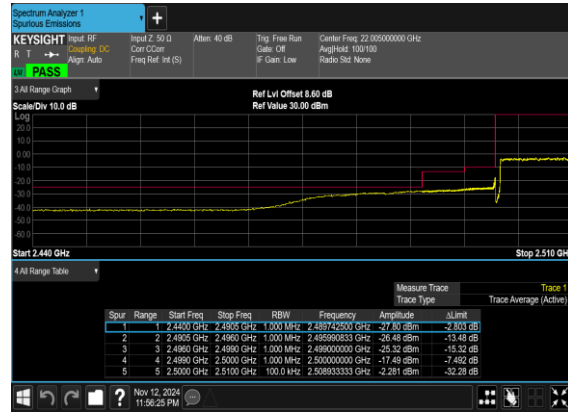 Spectrum Analyzer 1
Spurious Emissions
+
KEYSIGHT Input: RF Input Z: 50 Ω Atten: 40 dB Trig: Free Run Center Freq: 22.005000000 GHz
R T Coupling: DC Corr CCorr Gate: Off Avg|Hold: 100/100
Align: Auto Freq Ref: Int (S) IF Gain: Low Radio Std: None
LW PASS
3 All Range Graph
Ref Lvl Offset 8.60 dB
Scale/Div 10.0 dB Ref Value 30.00 dBm
Log
20.0
10.0
0.00
-10.0
-20.0
-30.0
-40.0
-50.0
-60.0
Start 2.440 GHz Stop 2.510 GH
4 All Range Table
Measure Trace Trace 1
Trace Type Trace Average (Active)
Spur Range Start Freq Stop Freq RBW Frequency Amplitude ΔLimit
1 1 2.4400 GHz 2.4905 GHz 1.000 MHz 2.489742500 GHz -27.80 dBm -2.803 dB
2 2 2.4905 GHz 2.4960 GHz 1.000 MHz 2.495990833 GHz -26.48 dBm -13.48 dB
3 3 2.4960 GHz 2.4990 GHz 1.000 MHz 2.499000000 GHz -25.32 dBm -15.32 dB
4 4 2.4990 GHz 2.5000 GHz 1.000 MHz 2.500000000 GHz -17.49 dBm -7.492 dB
5 5 2.5000 GHz 2.5100 GHz 100.0 kHz 2.508933333 GHz -2.281 dBm -32.28 dB
? Nov 12, 2024
11:56:25 PM